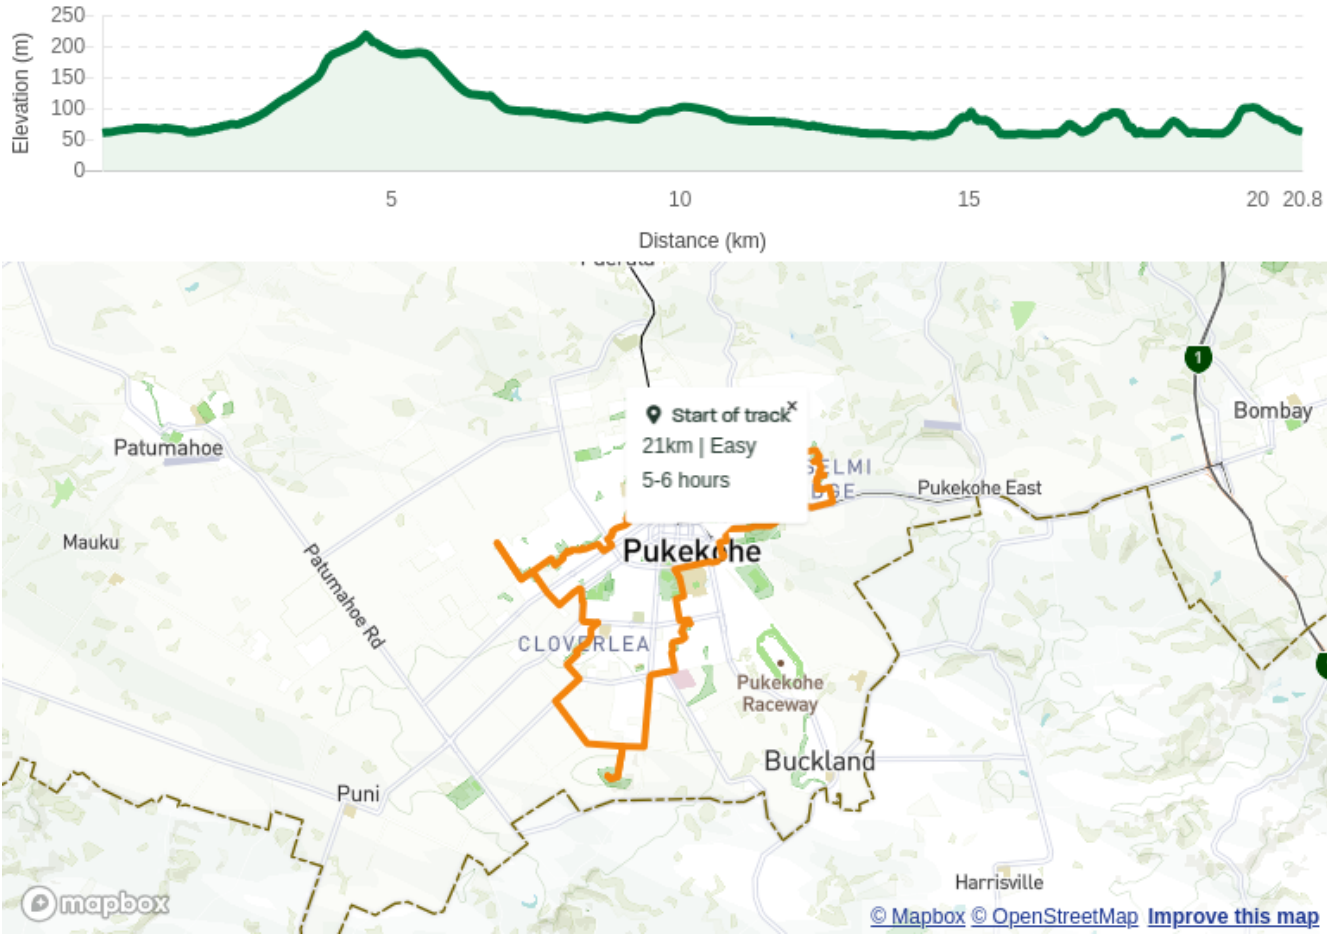 250
200
150
100
50
0
Elevation (m)
5
10
15
20
20.8
Distance (km)
1
Bombay
Start of track
×
21km | Easy
5-6 hours
Patumahoe
Pukekohe East
Mauku
Pukekohe
Patumahoe Rd
CLOVERLEA
Pukekohe
Raceway
Buckland
Puni
Harrisville
mapbox
© Mapbox © OpenStreetMap Improve this map